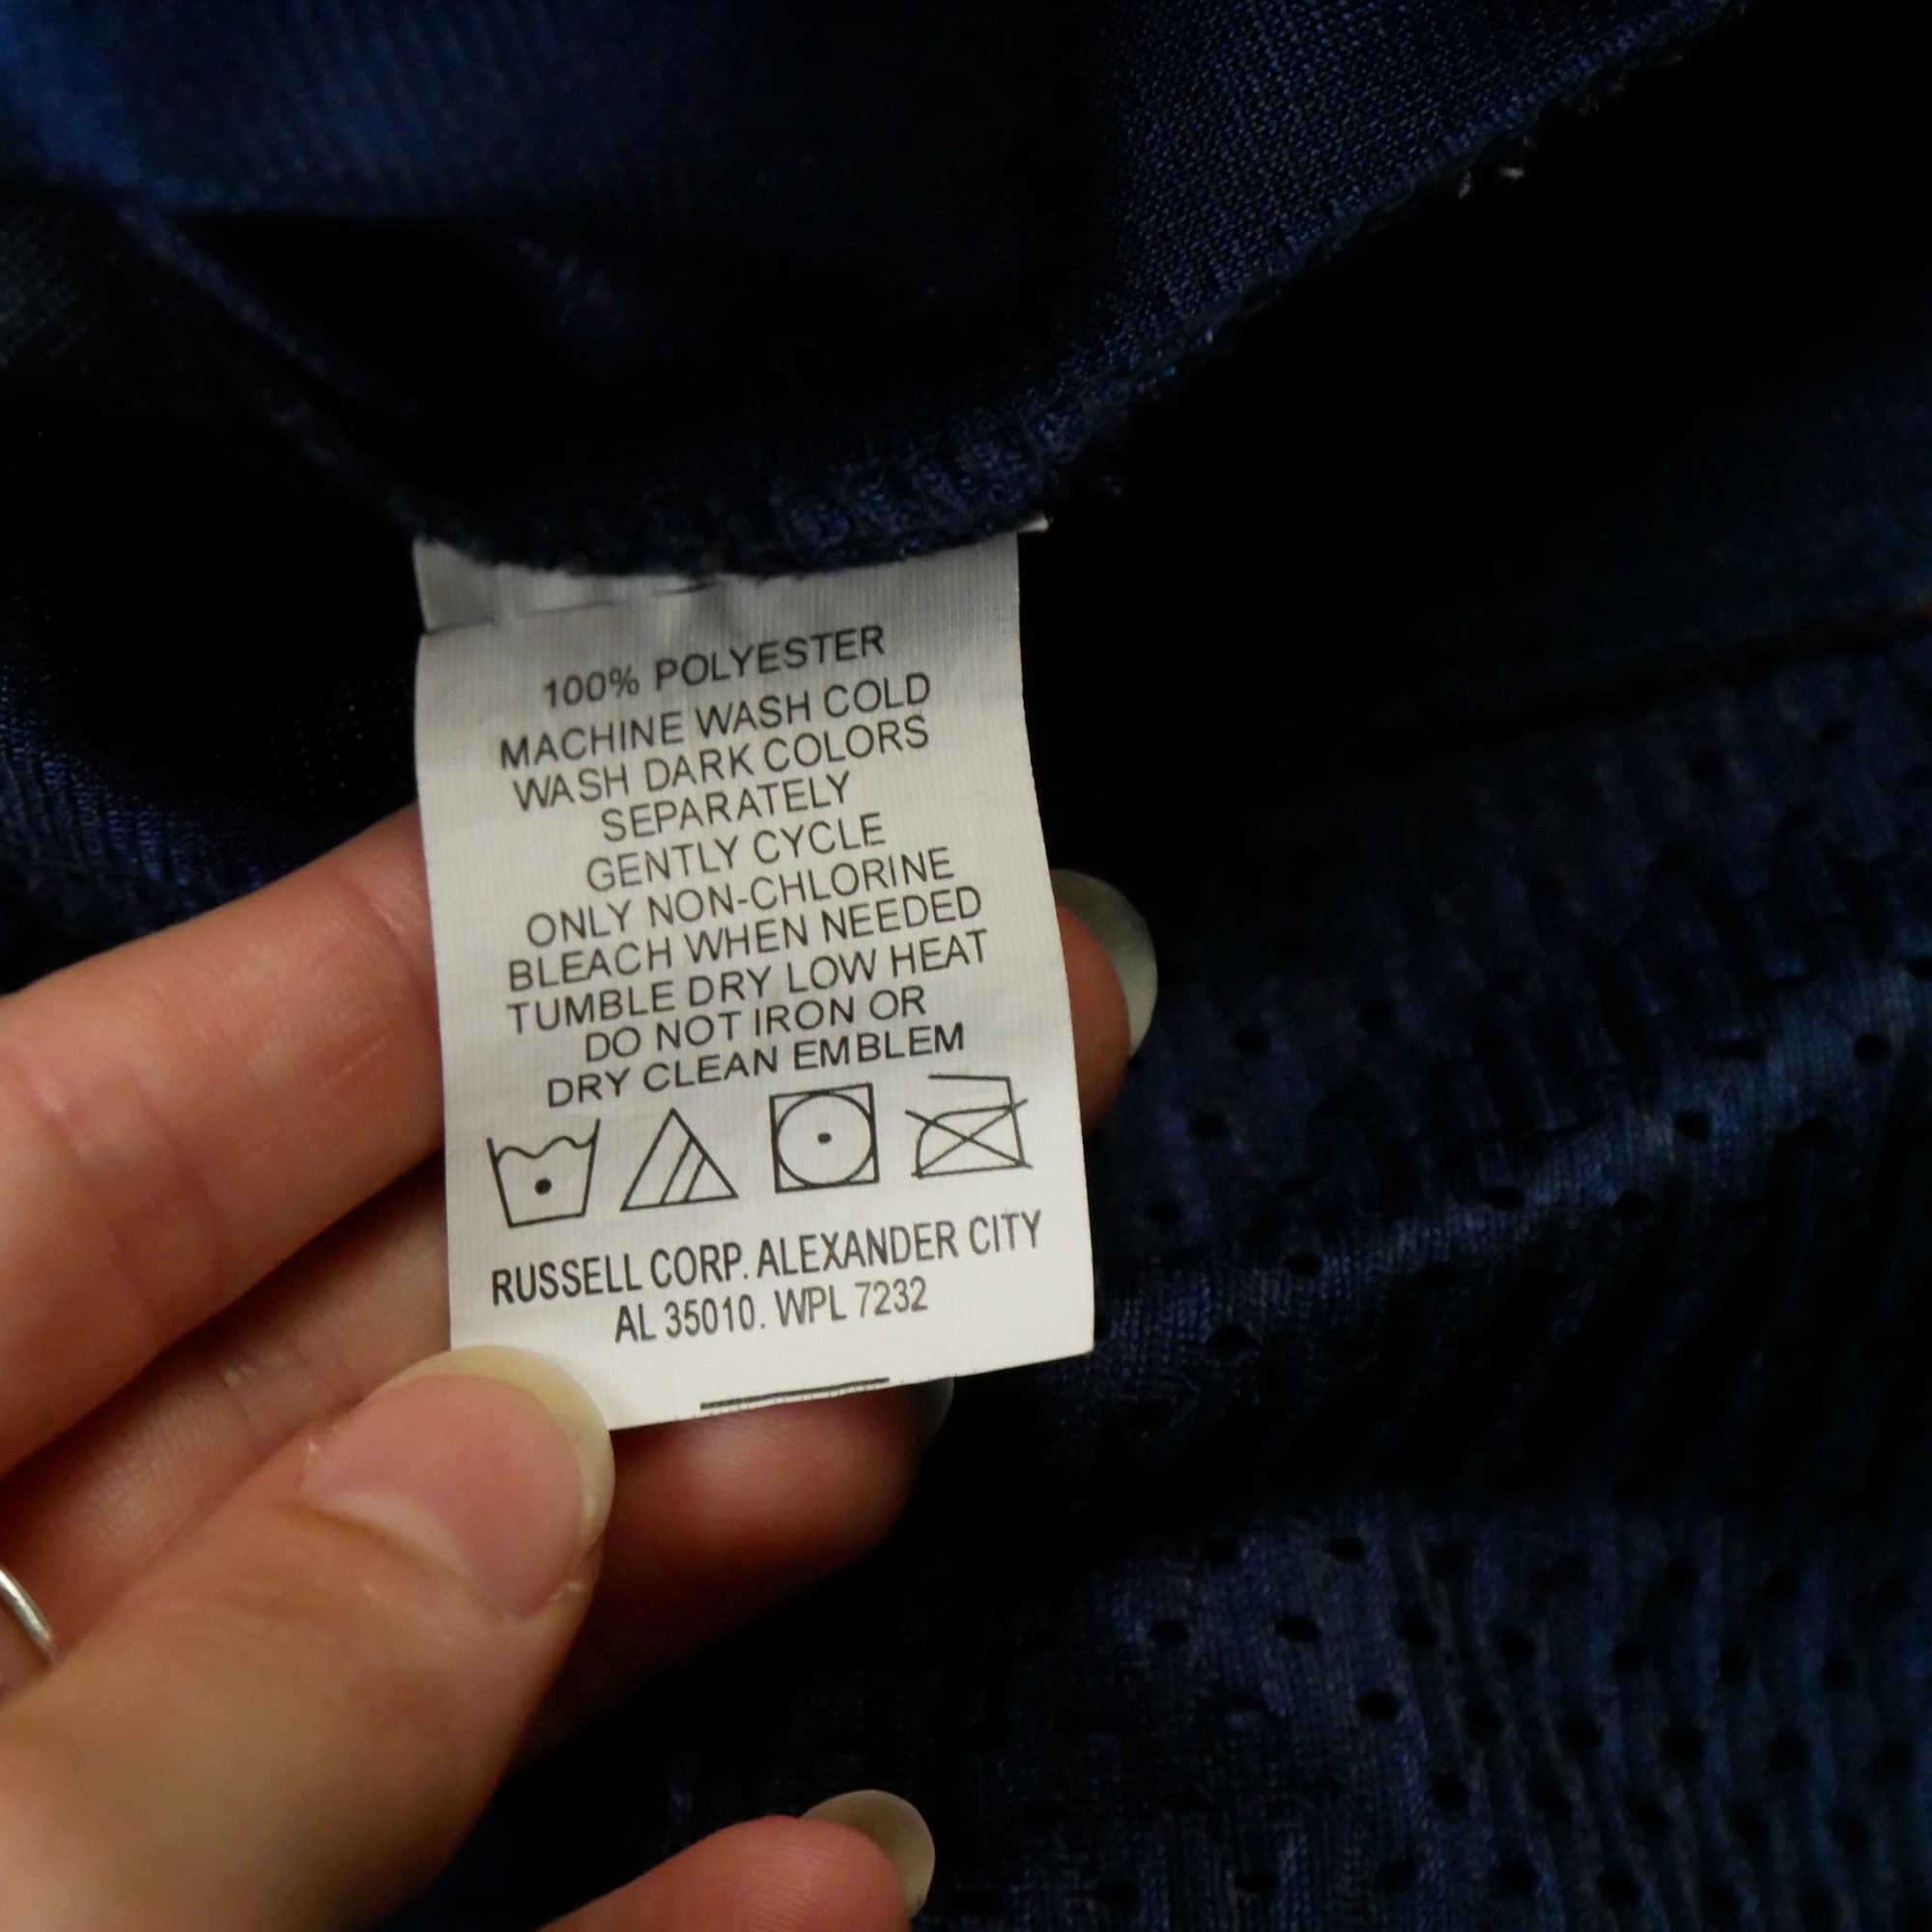 100% POLYESTER
MACHINE WASH COLD
WASH DARK COLORS
SEPARATELY
GENTLY CYCLE
ONLY NON-CHLORINE
BLEACH WHEN NEEDED
TUMBLE DRY LOW HEAT
DO NOT IRON OR
DRY CLEAN EMBLEM
RUSSELL CORP. ALEXANDER CITY
AL 35010. WPL 7232